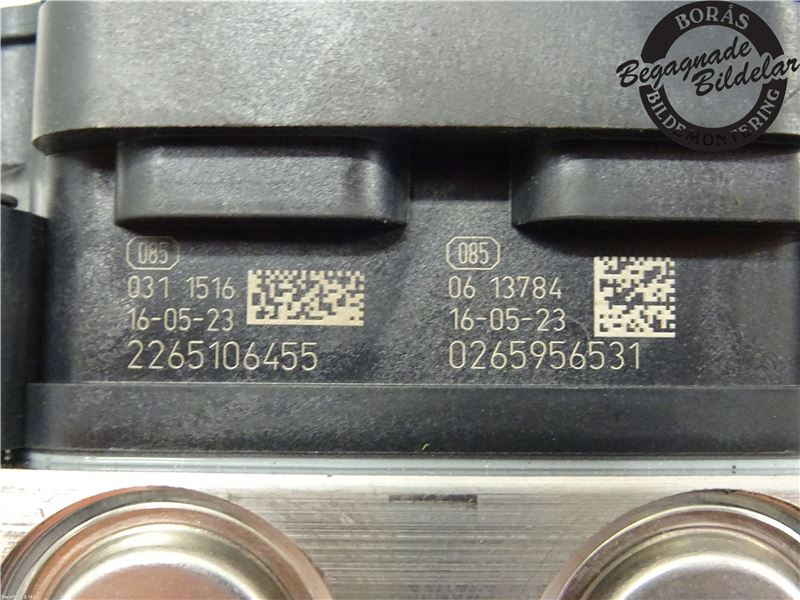 BORÅS
Begagnade
Bildelar
BILDEMONTERING
085
031 1516
16-05-23
2265106455
085
06 13784
16-05-23
0265956531